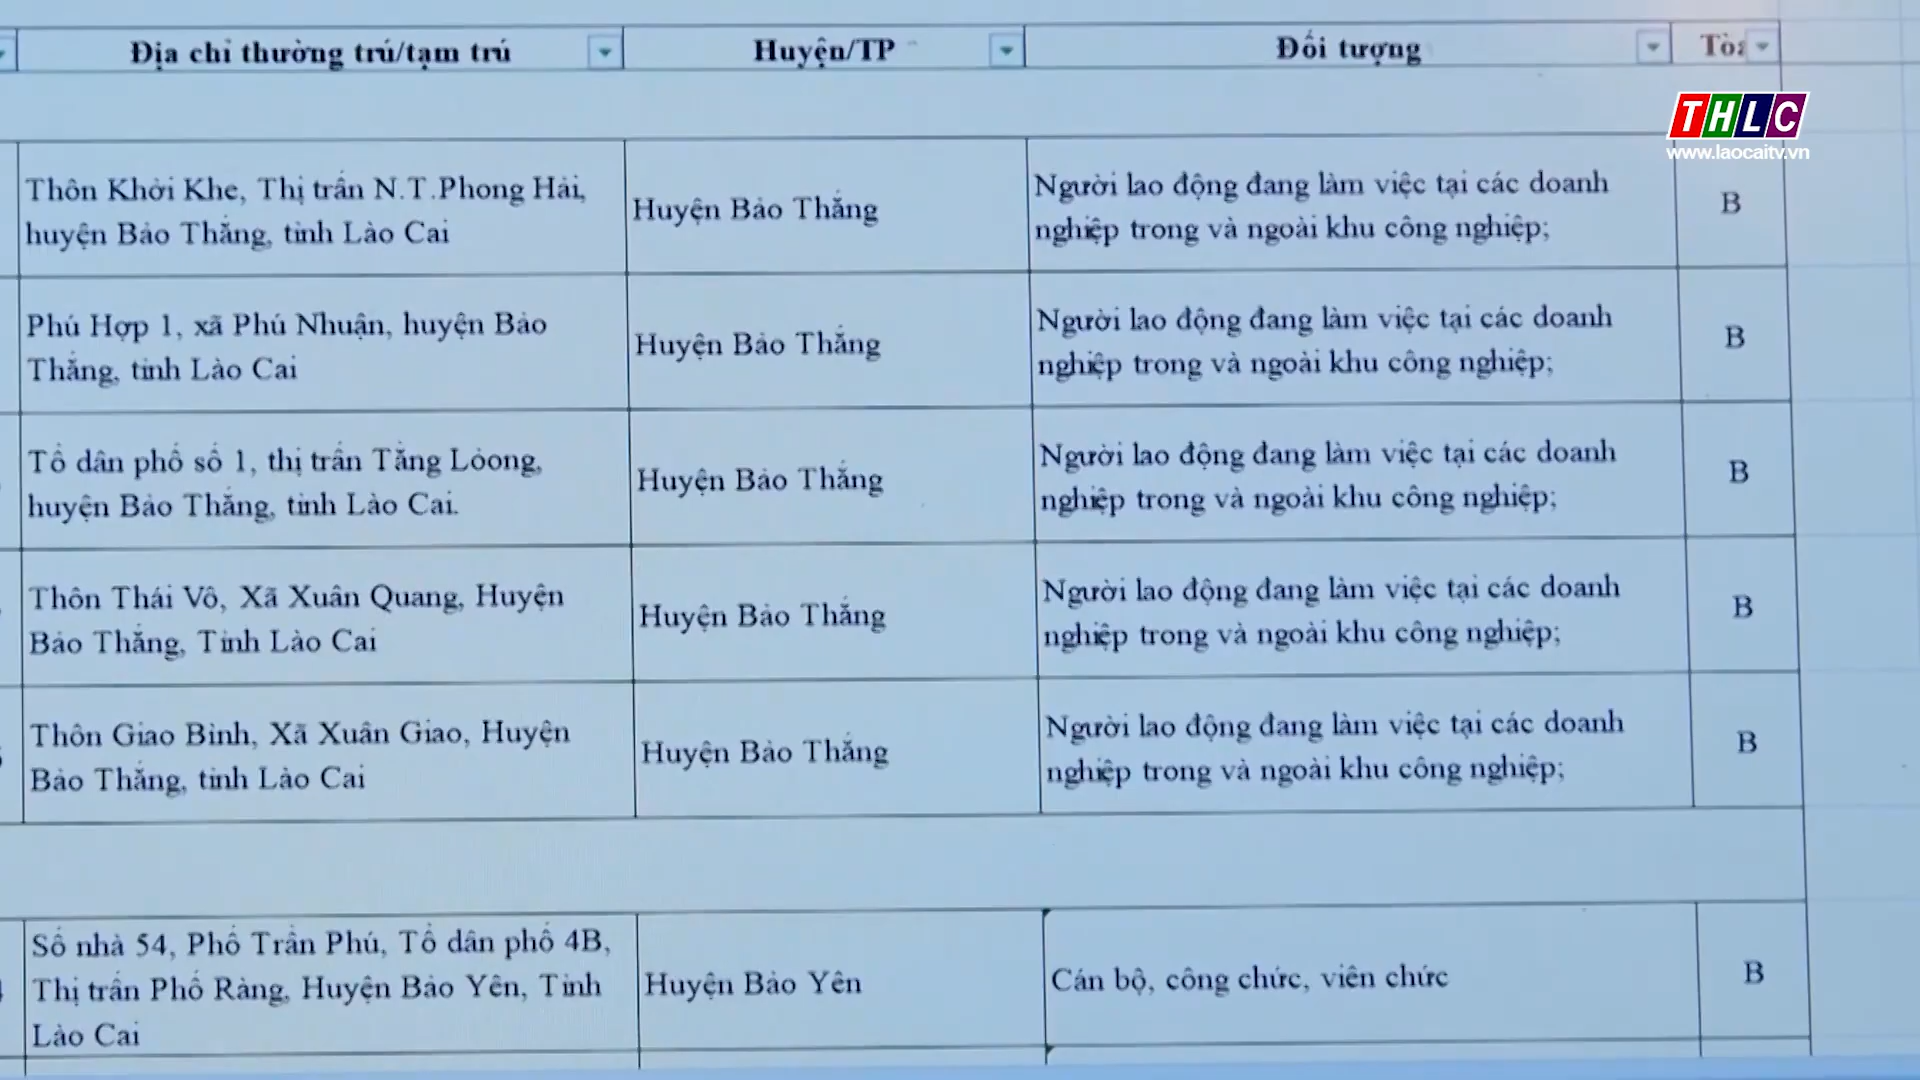 Địa chỉ thường trú/tạm trú
Huyện/TP
Đối tượng
THLC
www.laocaitv.vn
Thôn Khởi Khe, Thị trấn N.T.Phong Hải,
huyện Bảo Thắng, tỉnh Lào Cai
Huyện Bảo Thắng
Người lao động đang làm việc tại các doanh
nghiệp trong và ngoài khu công nghiệp;
B
Phú Hợp 1, xã Phú Nhuận, huyện Bảo
Thắng, tỉnh Lào Cai
Huyện Bảo Thắng
Người lao động đang làm việc tại các doanh
nghiệp trong và ngoài khu công nghiệp;
B
Tổ dân phố số 1, thị trấn Tằng Lỏong,
huyện Bảo Thắng, tỉnh Lào Cai.
Huyện Bảo Thắng
Người lao động đang làm việc tại các doanh
nghiệp trong và ngoài khu công nghiệp;
B
Thôn Thái Vô, Xã Xuân Quang, Huyện
Bảo Thắng, Tỉnh Lào Cai
Huyện Bảo Thắng
Người lao động đang làm việc tại các doanh
nghiệp trong và ngoài khu công nghiệp;
B
Thôn Giao Bình, Xã Xuân Giao, Huyện
Bảo Thắng, tỉnh Lào Cai
Huyện Bảo Thắng
Người lao động đang làm việc tại các doanh
nghiệp trong và ngoài khu công nghiệp;
B
Số nhà 54, Phố Trần Phú, Tổ dân phố 4B,
Thị trấn Phố Ràng, Huyện Bảo Yên, Tỉnh
Lào Cai
Huyện Bảo Yên
Cán bộ, công chức, viên chức
B